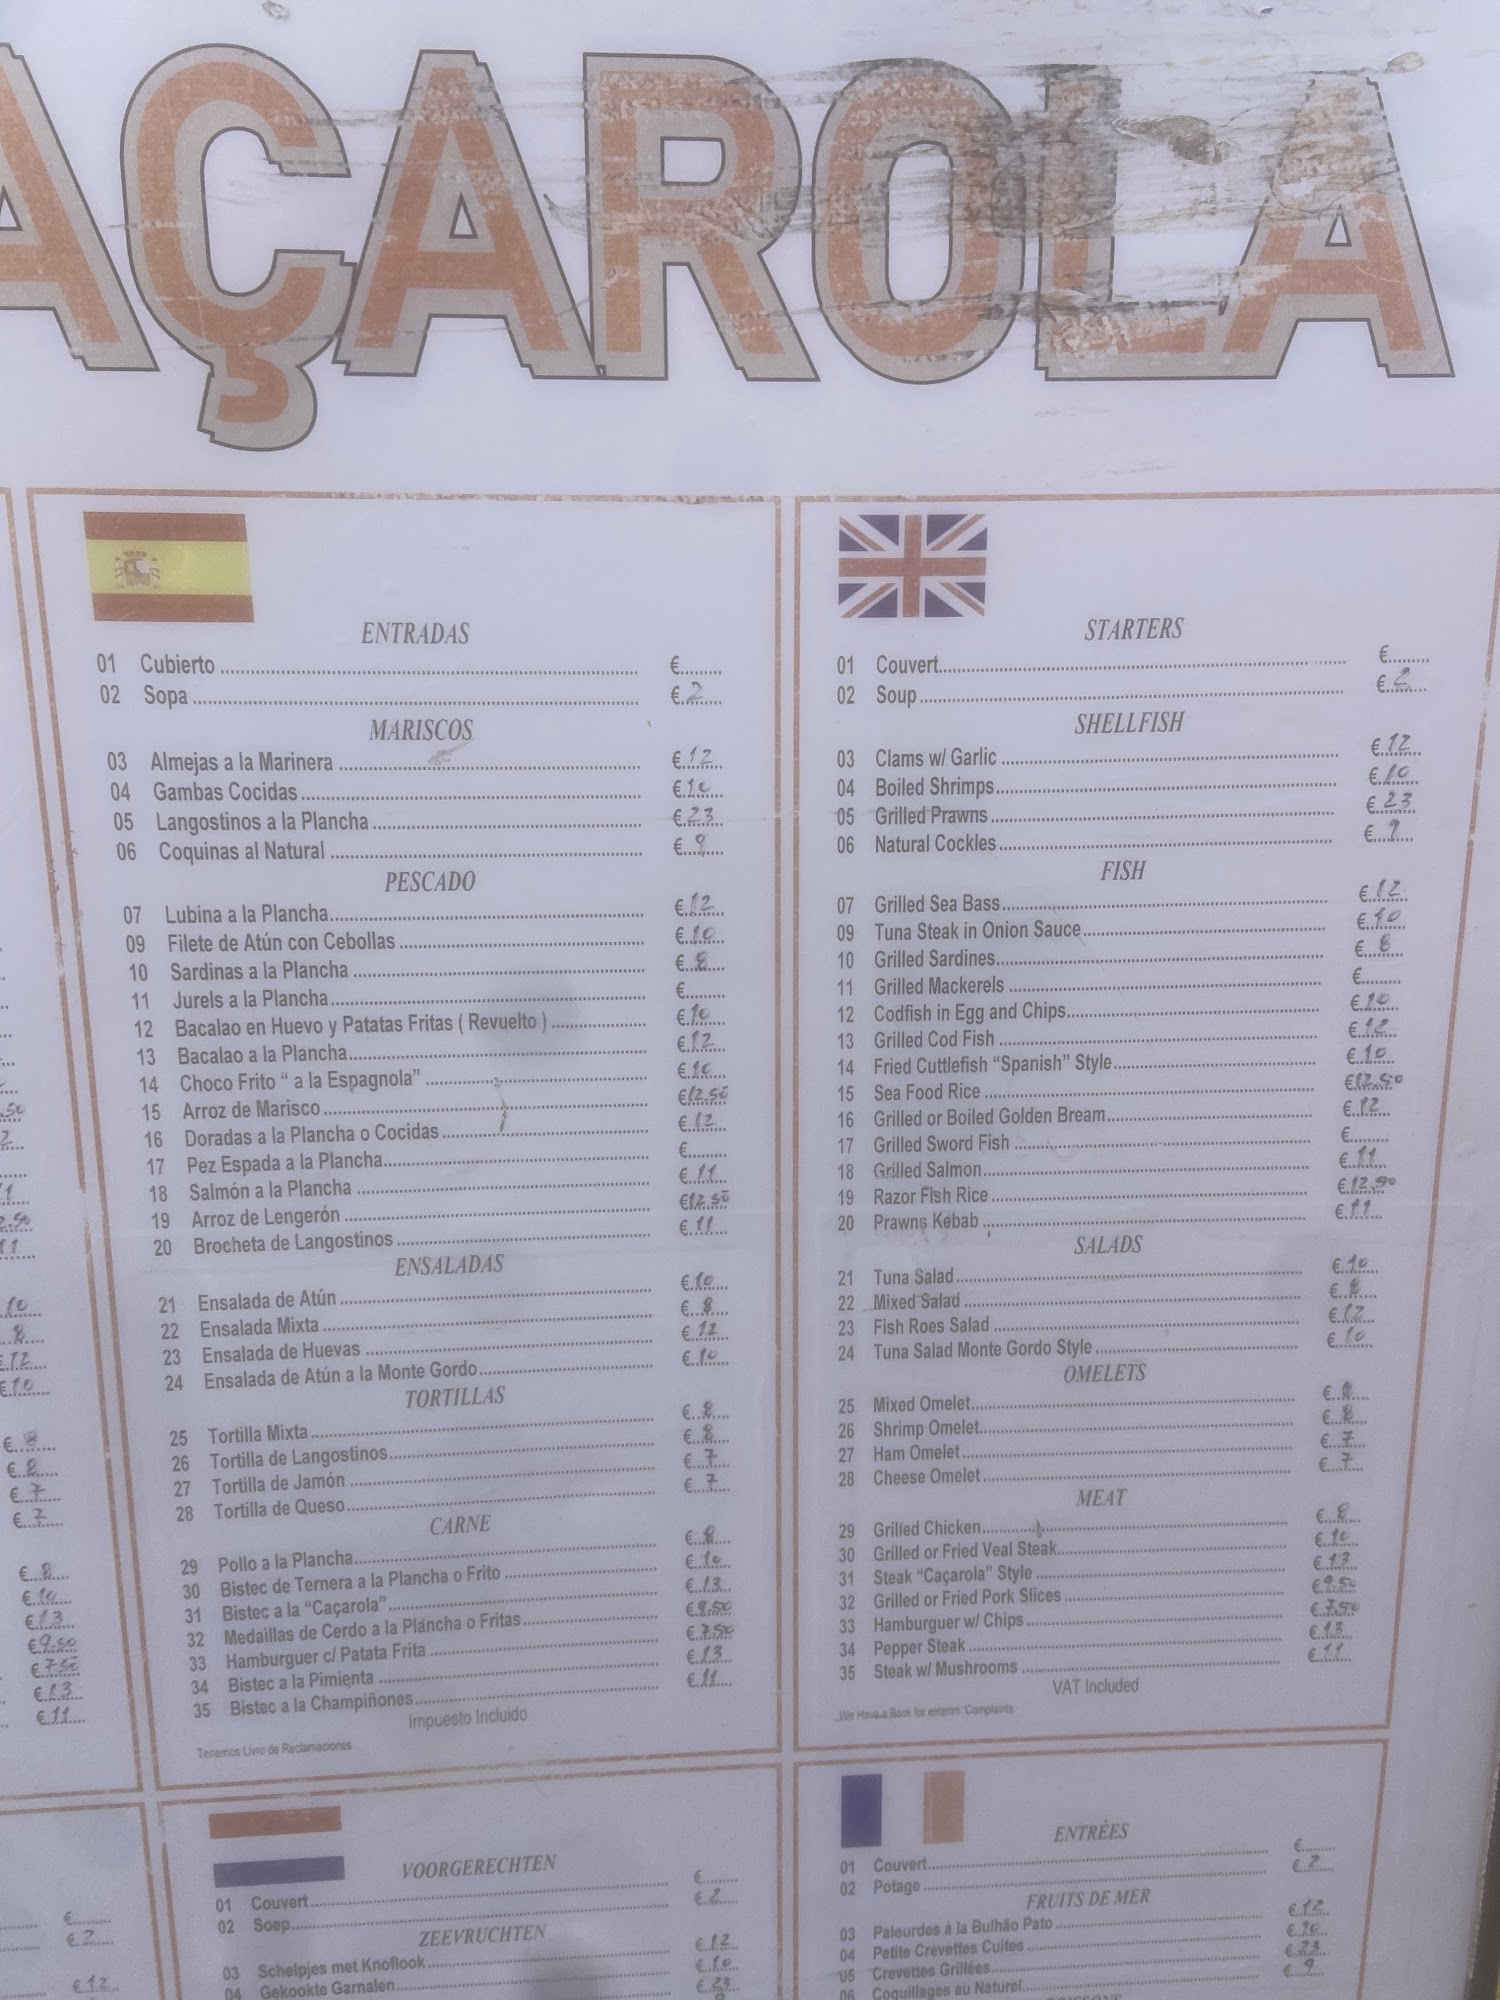 AÇAROLA
ENTRADAS
01 Cubierto € 
02 Sopa € 2
MARISCOS
03 Almejas a la Marinera € 12
04 Gambas Cocidas € 10
05 Langostinos a la Plancha € 23
06 Coquinas al Natural € 9
PESCADO
07 Lubina a la Plancha € 12
09 Filete de Atún con Cebollas € 10
10 Sardinas a la Plancha € 8
11 Jurels a la Plancha €
12 Bacalao en Huevo y Patatas Fritas ( Revuelto ) € 10
13 Bacalao a la Plancha € 12
14 Choco Frito “ a la Espagnola” € 10
15 Arroz de Marisco € 12.50
16 Doradas a la Plancha o Cocidas € 12
17 Pez Espada a la Plancha €
18 Salmón a la Plancha € 11
19 Arroz de Lengerón € 12.50
20 Brocheta de Langostinos € 11
ENSALADAS
21 Ensalada de Atún € 10
22 Ensalada Mixta € 8
23 Ensalada de Huevas € 12
24 Ensalada de Atún a la Monte Gordo € 10
TORTILLAS
25 Tortilla Mixta € 8
26 Tortilla de Langostinos € 8
27 Tortilla de Jamón € 7
28 Tortilla de Queso € 7
CARNE
29 Pollo a la Plancha € 8
30 Bistec de Ternera a la Plancha o Frito € 10
31 Bistec a la “Caçarola” € 13
32 Medaillas de Cerdo a la Plancha o Fritas € 9.50
33 Hamburguer c/ Patata Frita € 7.50
34 Bistec a la Pimienta € 13
35 Bistec a la Champiñones € 11
Impuesto Incluido
Tenemos Livro de Reclamaciones
STARTERS
01 Couvert €
02 Soup € 2
SHELLFISH
03 Clams w/ Garlic € 12
04 Boiled Shrimps € 10
05 Grilled Prawns € 23
06 Natural Cockles € 9
FISH
07 Grilled Sea Bass € 12
09 Tuna Steak in Onion Sauce € 10
10 Grilled Sardines € 8
11 Grilled Mackerels €
12 Codfish in Egg and Chips € 10
13 Grilled Cod Fish € 12
14 Fried Cuttlefish “Spanish” Style € 10
15 Sea Food Rice € 12.50
16 Grilled or Boiled Golden Bream € 12
17 Grilled Sword Fish €
18 Grilled Salmon € 11
19 Razor FIsh Rice € 12.50
20 Prawns Kebab € 11
SALADS
21 Tuna Salad € 10
22 Mixed Salad € 8
23 Fish Roes Salad € 12
24 Tuna Salad Monte Gordo Style € 10
OMELETS
25 Mixed Omelet € 8
26 Shrimp Omelet € 8
27 Ham Omelet € 7
28 Cheese Omelet € 7
MEAT
29 Grilled Chicken € 8
30 Grilled or Fried Veal Steak € 10
31 Steak “Caçarola” Style € 13
32 Grilled or Fried Pork Slices € 9.50
33 Hamburguer w/ Chips € 7.50
34 Pepper Steak € 13
35 Steak w/ Mushrooms € 11
VAT Included
We Have a Book for enterin Complaints
VOORGERECHTEN
01 Couvert €
02 Soep € 2
ZEEVRUCHTEN
03 Schelpjes met Knoflook € 12
04 Gekookte Garnalen € 10
€ 23
ENTRÉES
01 Couvert €
02 Potage € 2
FRUITS DE MER
03 Palourdes à la Bulhão Pato € 12
04 Petite Crevettes Cuites € 10
05 Crevettes Grillées € 23
06 Coquillages au Naturel € 9